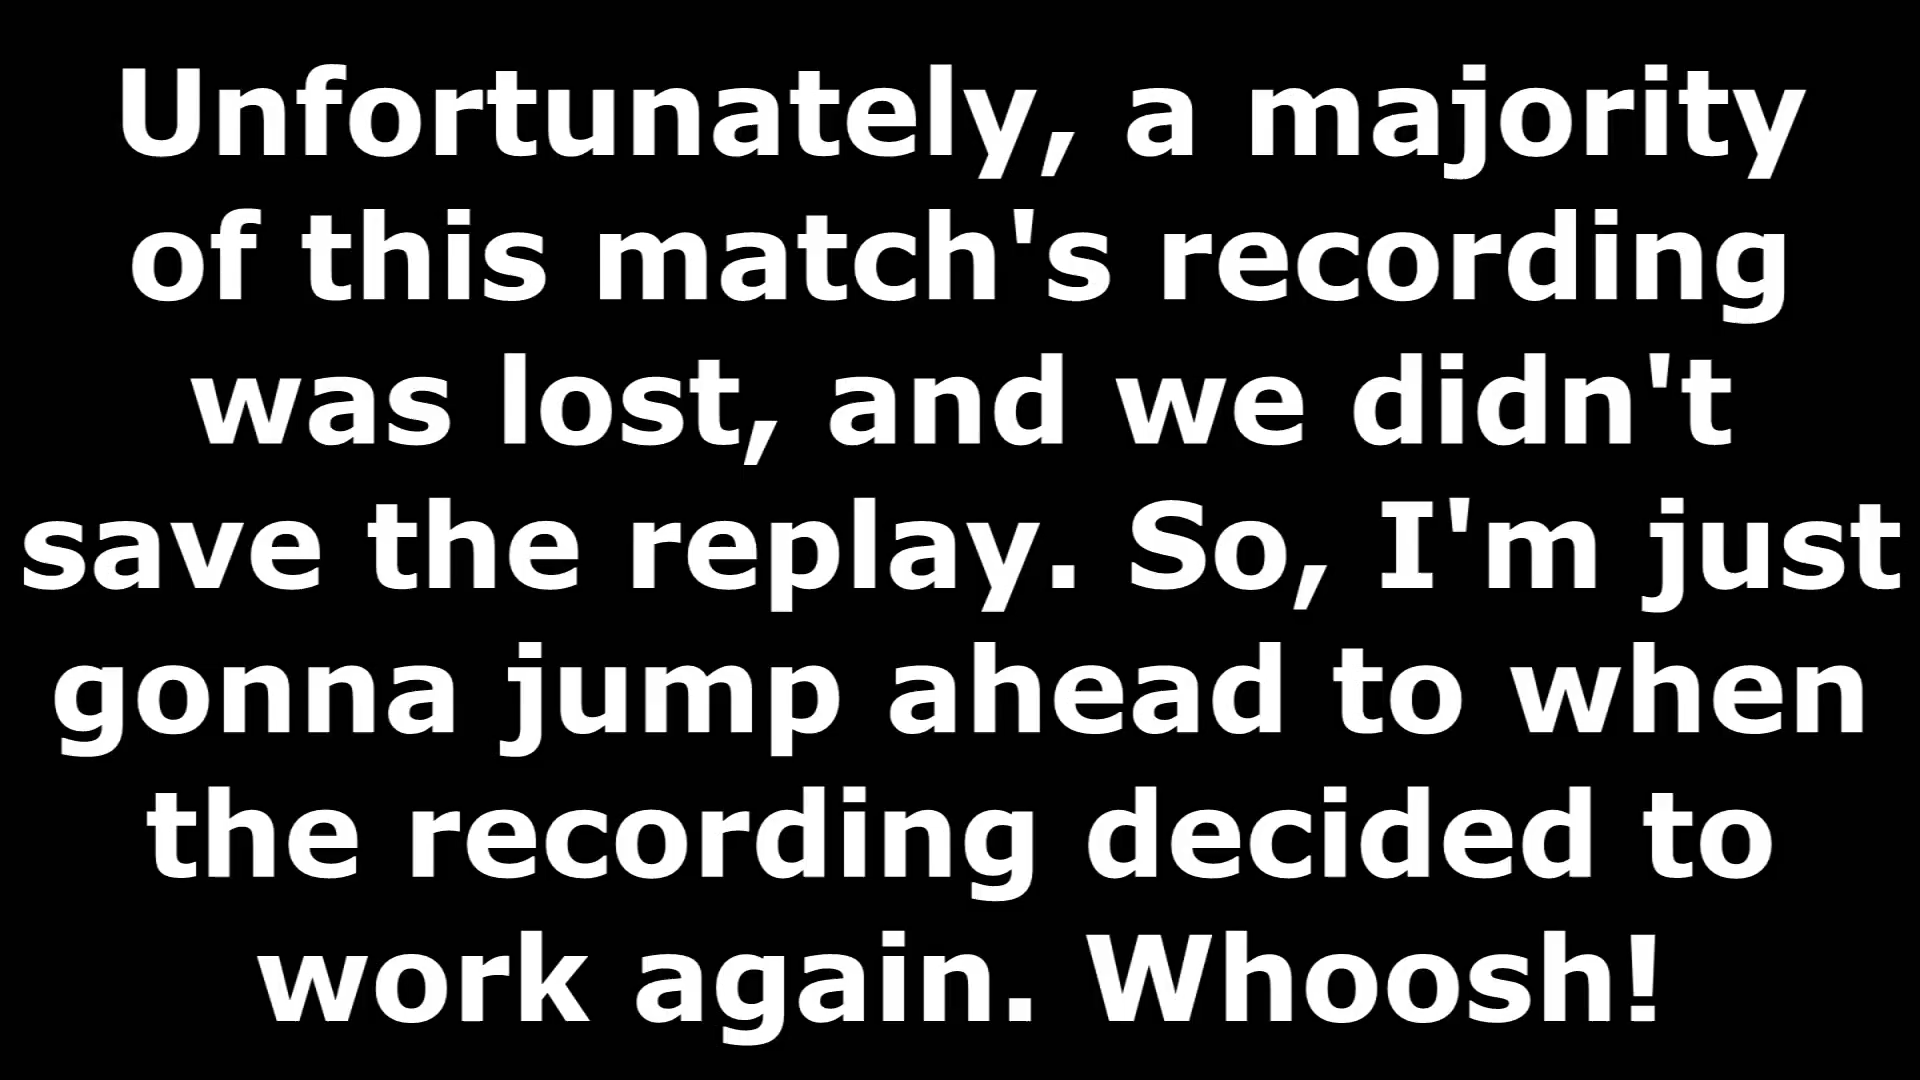 Unfortunately, a majority
of this match's recording
was lost, and we didn't
save the replay. So, I'm just
gonna jump ahead to when
the recording decided to
work again. Whoosh!